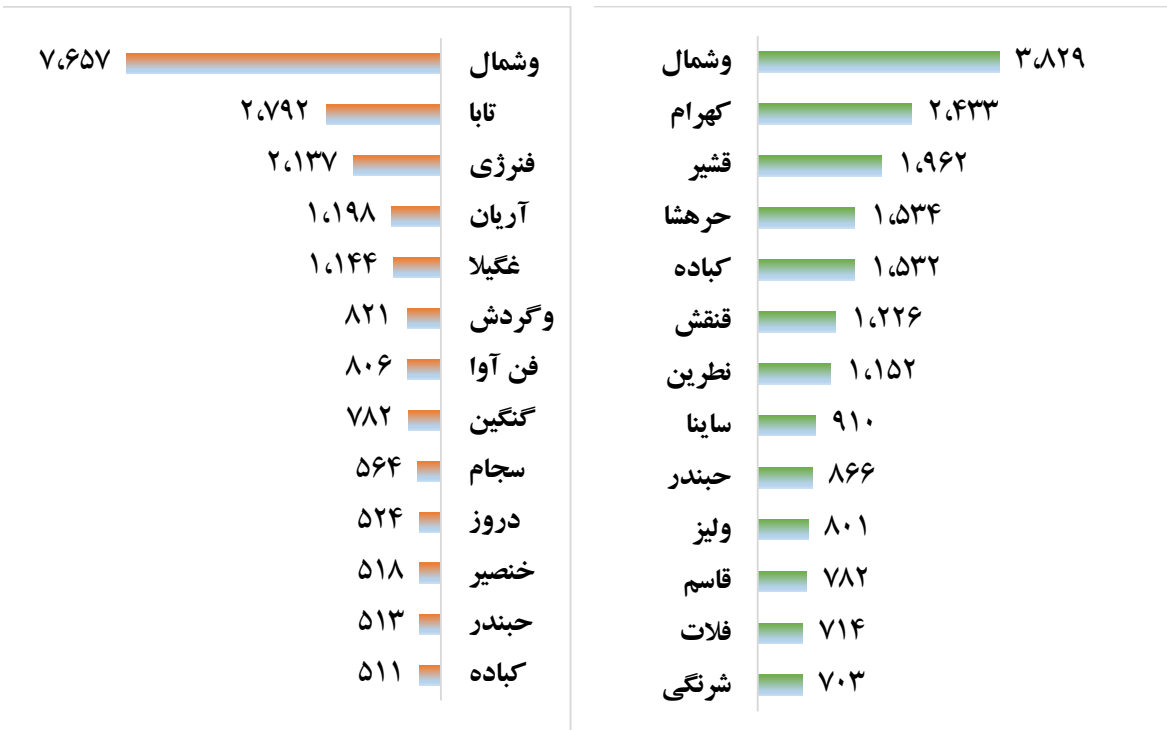 وشمال ۳،۸۲۹
کهرام ۲،۴۳۳
قشیر ۱،۹۶۲
حرهشا ۱،۵۳۴
کباده ۱،۵۳۲
قنقش ۱،۲۲۶
نطرین ۱،۱۵۲
ساینا ۹۱۰
حبندر ۸۶۶
ولیز ۸۰۱
قاسم ۷۸۲
فلات ۷۱۴
شرنگی ۷۰۳
وشمال ۷،۶۵۷
تابا ۲،۷۹۲
فنرژی ۲،۱۳۷
آریان ۱،۱۹۸
غگیلا ۱،۱۴۴
وگردش ۸۲۱
فن آوا ۸۰۶
گنگین ۷۸۲
سجام ۵۶۴
دروز ۵۲۴
خنصیر ۵۱۸
حبندر ۵۱۳
کباده ۵۱۱